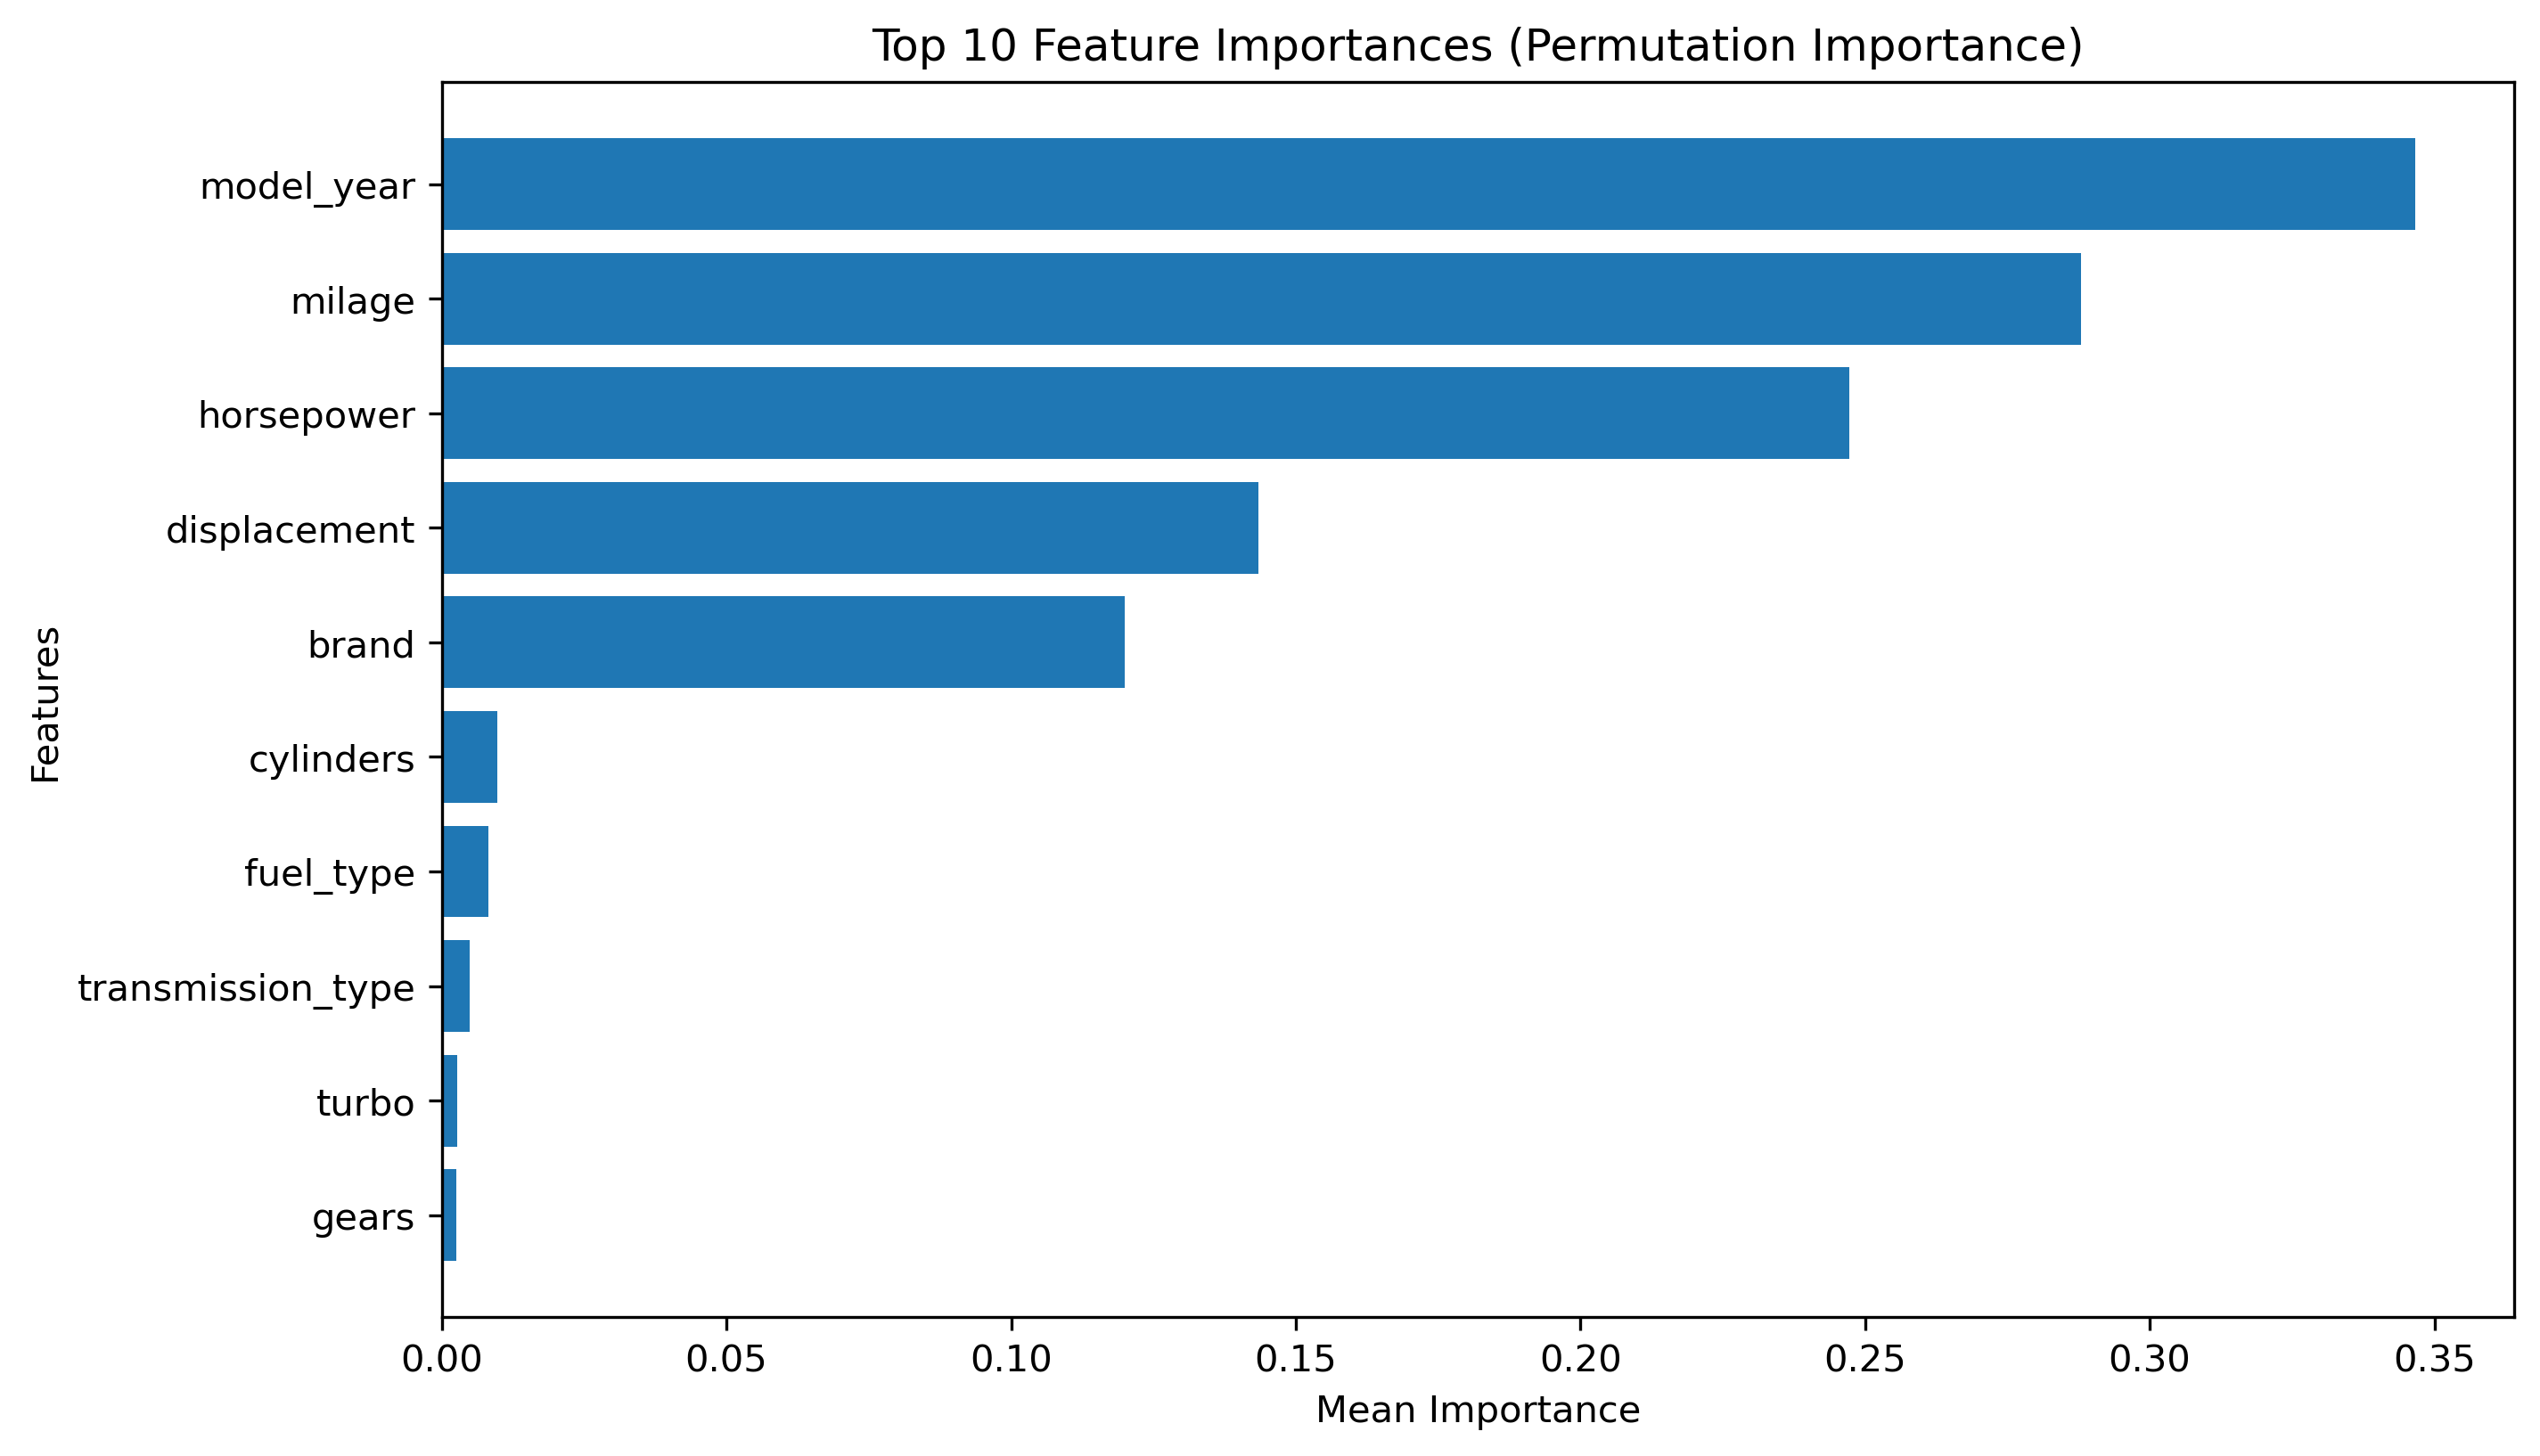 Top 10 Feature Importances (Permutation Importance)
Features
model_year
milage
horsepower
displacement
brand
cylinders
fuel_type
transmission_type
turbo
gears
0.00 0.05 0.10 0.15 0.20 0.25 0.30 0.35
Mean Importance